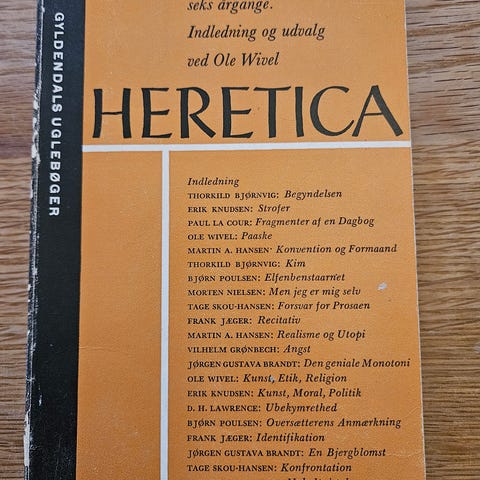 seks årgange.
Indledning og udvalg
ved Ole Wivel
HERETICA
GYLDENDALS UGLEBØGER
Indledning
THORKILD BJØRNVIG: Begyndelsen
ERIK KNUDSEN: Strofer
PAUL LA COUR: Fragmenter af en Dagbog
OLE WIVEL: Paaske
MARTIN A. HANSEN: Konvention og Formaand
THORKILD BJØRNVIG: Kim
BJØRN POULSEN: Elfenbenstaarnet
MORTEN NIELSEN: Men jeg er mig selv
TAGE SKOU-HANSEN: Forsvar for Prosaen
FRANK JÆGER: Recitativ
MARTIN A. HANSEN: Realisme og Utopi
VILHELM GRØNBECH: Angst
JØRGEN GUSTAVA BRANDT: Den geniale Monotoni
OLE WIVEL: Kunst, Etik, Religion
ERIK KNUDSEN: Kunst, Moral, Politik
D. H. LAWRENCE: Ubekymrethed
BJØRN POULSEN: Oversætterens Anmærkning
FRANK JÆGER: Identifikation
JØRGEN GUSTAVA BRANDT: En Bjergblomst
TAGE SKOU-HANSEN: Konfrontation